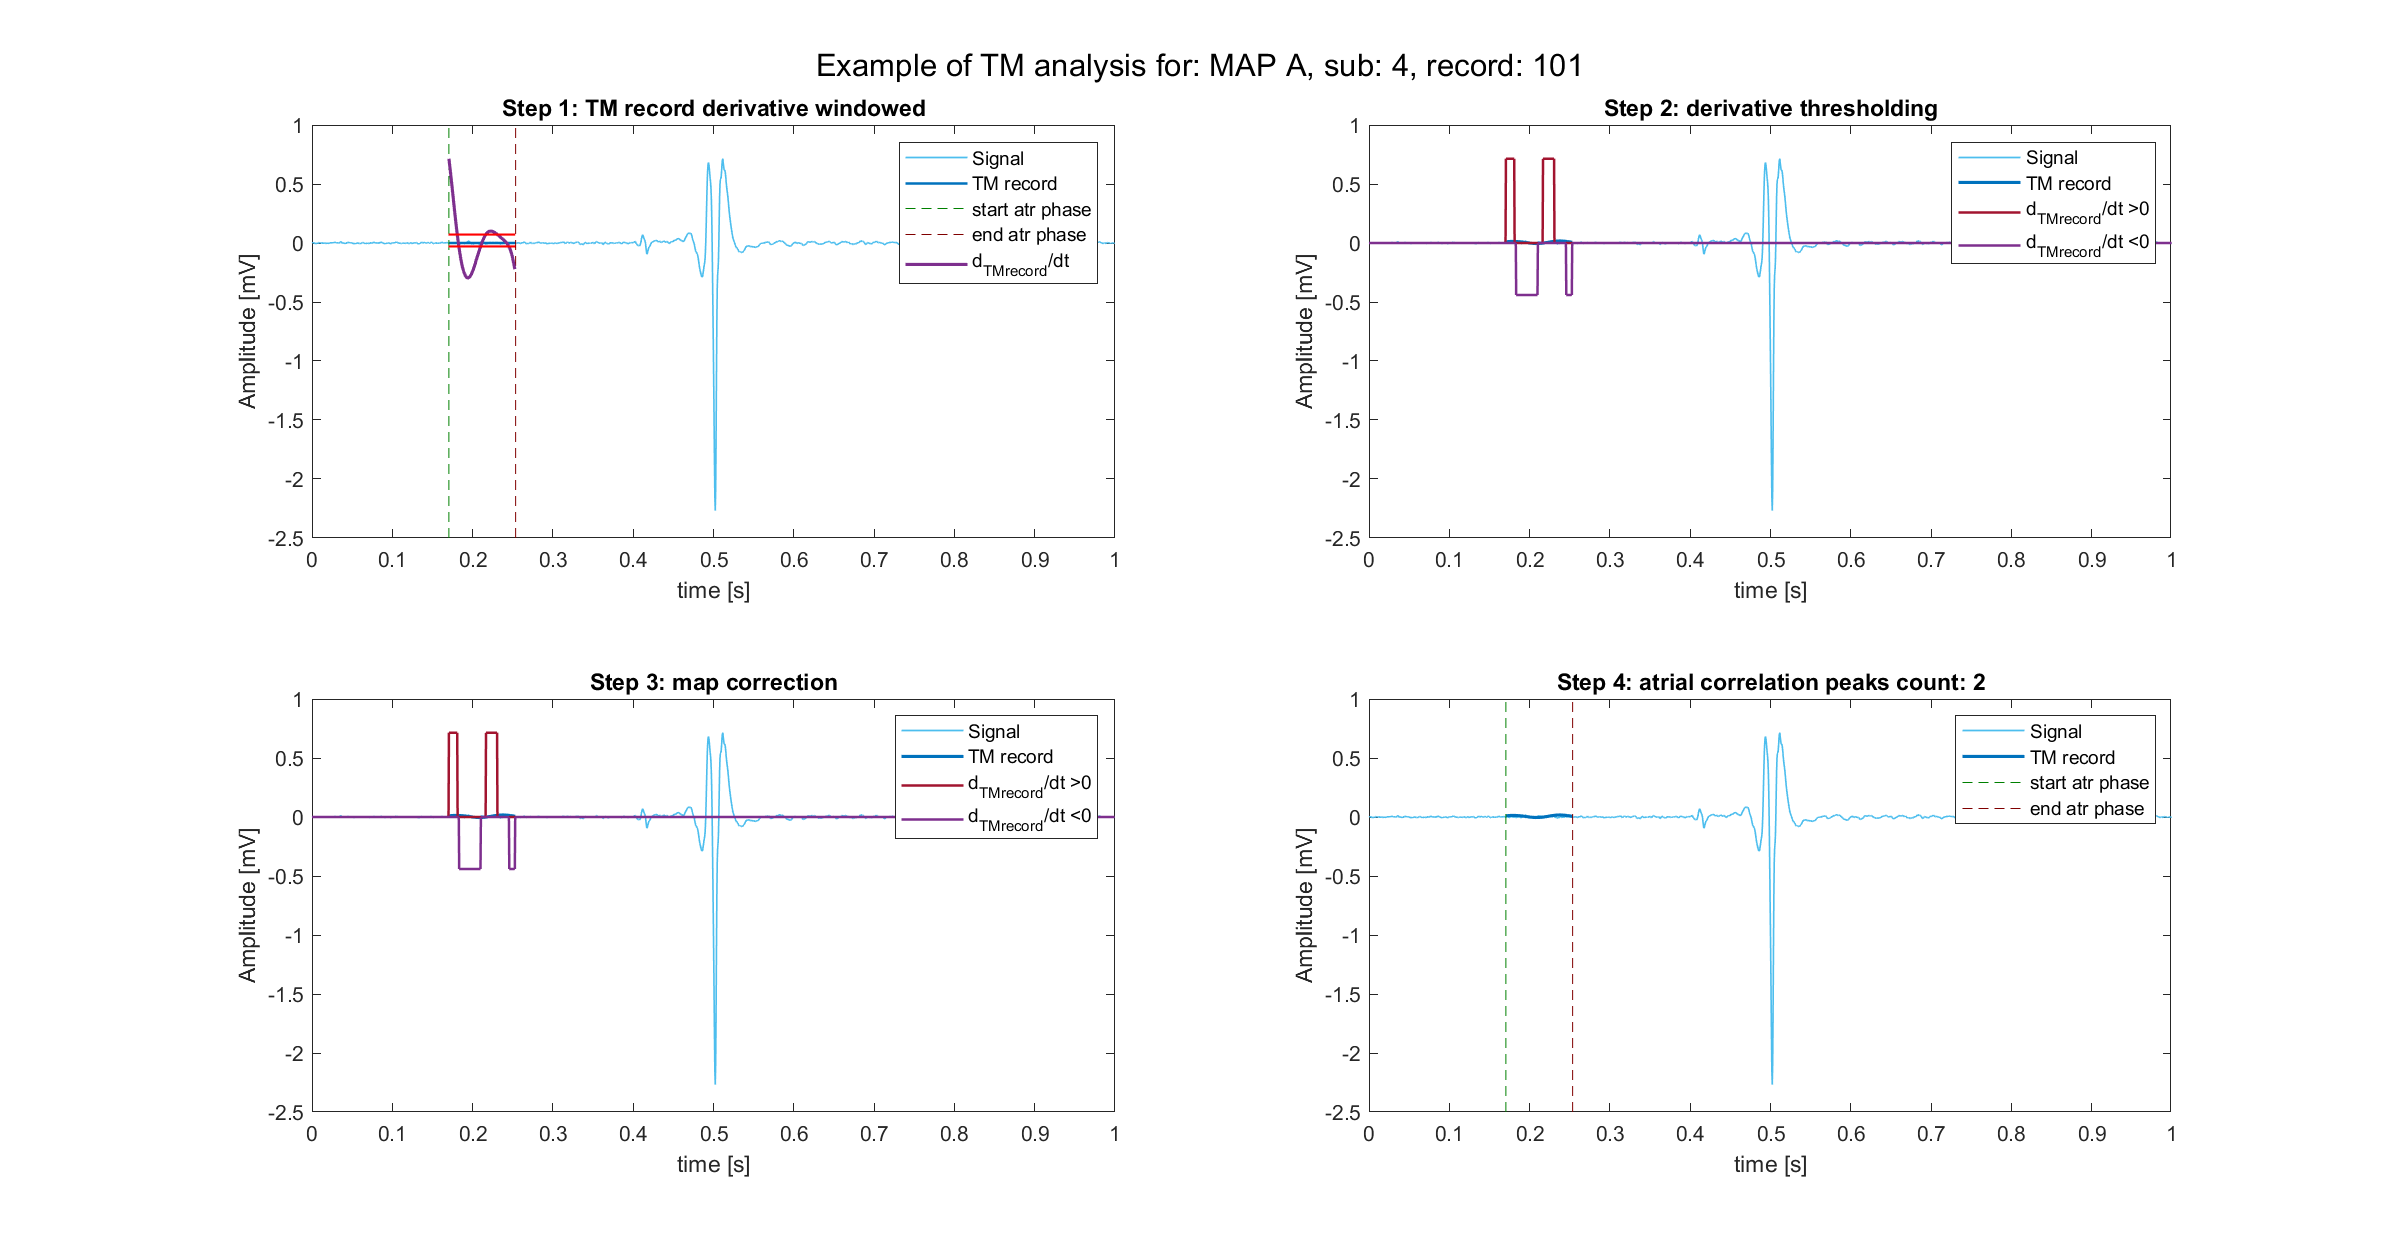 Example of TM analysis for: MAP A, sub: 4, record: 101
Step 1: TM record derivative windowed
1
0.5
0
-0.5
-1
-1.5
-2
-2.5
Amplitude [mV]
0 0.1 0.2 0.3 0.4 0.5 0.6 0.7 0.8 0.9 1
time [s]
Signal
TM record
start atr phase
end atr phase
dTMrecord/dt
Step 2: derivative thresholding
1
0.5
0
-0.5
-1
-1.5
-2
-2.5
Amplitude [mV]
0 0.1 0.2 0.3 0.4 0.5 0.6 0.7 0.8 0.9 1
time [s]
Signal
TM record
dTMrecord/dt >0
dTMrecord/dt <0
Step 3: map correction
1
0.5
0
-0.5
-1
-1.5
-2
-2.5
Amplitude [mV]
0 0.1 0.2 0.3 0.4 0.5 0.6 0.7 0.8 0.9 1
time [s]
Signal
TM record
dTMrecord/dt >0
dTMrecord/dt <0
Step 4: atrial correlation peaks count: 2
1
0.5
0
-0.5
-1
-1.5
-2
-2.5
Amplitude [mV]
0 0.1 0.2 0.3 0.4 0.5 0.6 0.7 0.8 0.9 1
time [s]
Signal
TM record
start atr phase
end atr phase